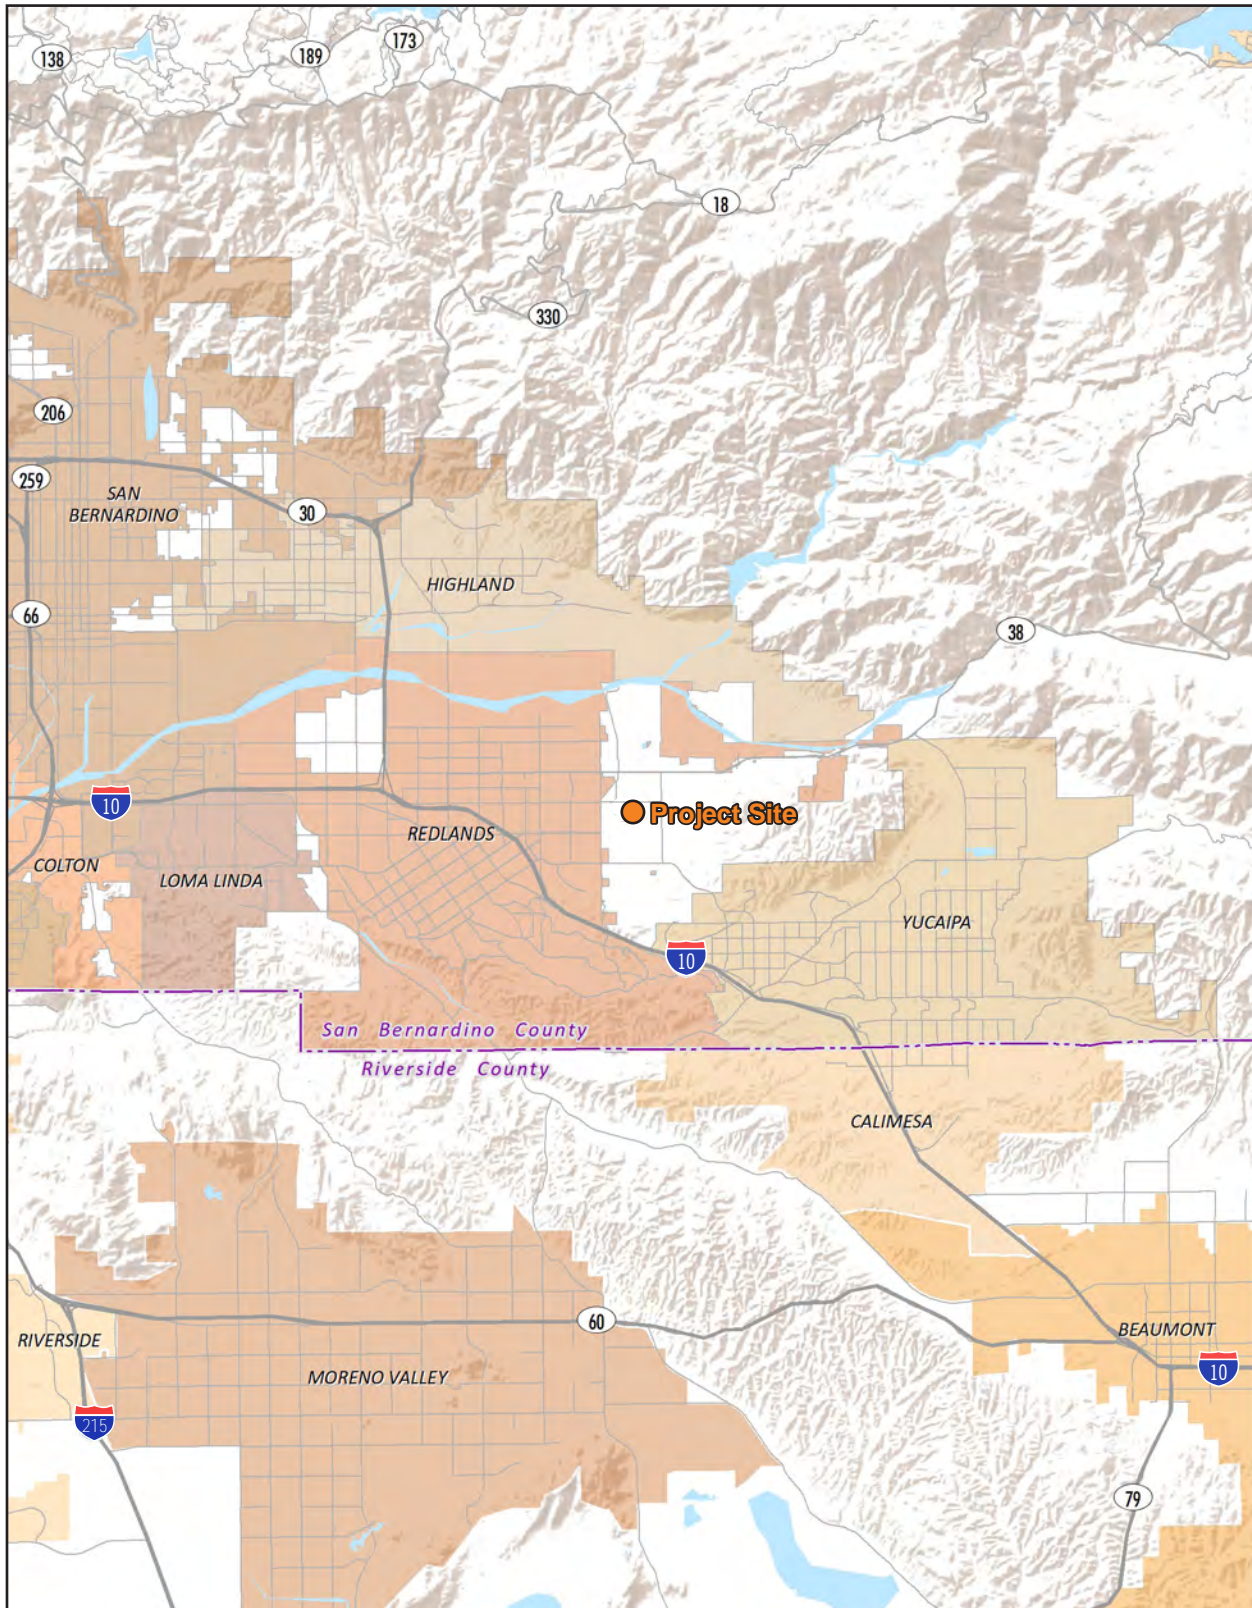 138
189
173
18
330
206
259
SAN
BERNARDINO
30
HIGHLAND
66
38
10
Project Site
REDLANDS
COLTON
LOMA LINDA
YUCAIPA
10
San Bernardino County
Riverside County
CALIMESA
60
RIVERSIDE
BEAUMONT
MORENO VALLEY
10
215
79